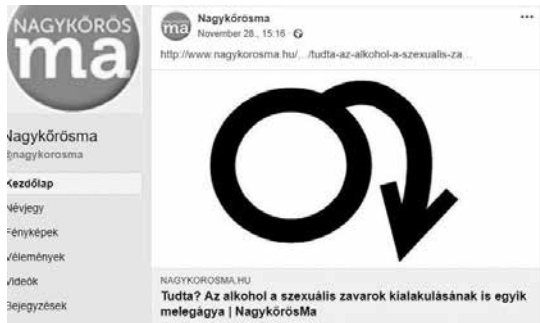 NAGYKŐRÖS
ma
Nagykőrösma
@nagykorosma
Kezdőlap
Névjegy
Fényképek
Vélemények
Videók
Bejegyzések
ma
Nagykőrösma
November 28., 15:16 ·
http://www.nagykorosma.hu/.../tudta-az-alkohol-a-szexualis-za...
NAGYKOROSMA.HU
Tudta? Az alkohol a szexuális zavarok kialakulásának is egyik
melegágya | NagykőrösMa